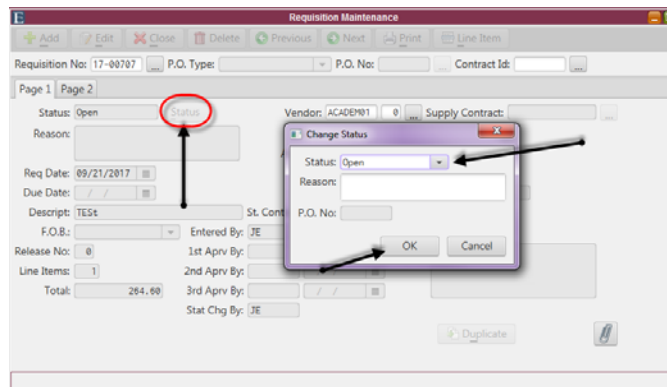 E Requisition Maintenance
Add Edit Close Delete Previous Next Print Line Item
Requisition No: 17-00707 ... P.O. Type: P.O. No: ... Contract Id: ...
Page 1 Page 2
Status: Open Status Vendor: ACADEM01 0 ... Supply Contract: ...
Change Status
Reason:
Status: Open
Reason:
Req Date: 09/21/2017
Due Date: / /
Descript: TESt St. Cont P.O. No:
F.O.B.: Entered By: JE
OK Cancel
Release No: 0 1st Aprv By:
Line Items: 1 2nd Aprv By:
Total: 264.60 3rd Aprv By: / /
Stat Chg By: JE
Duplicate